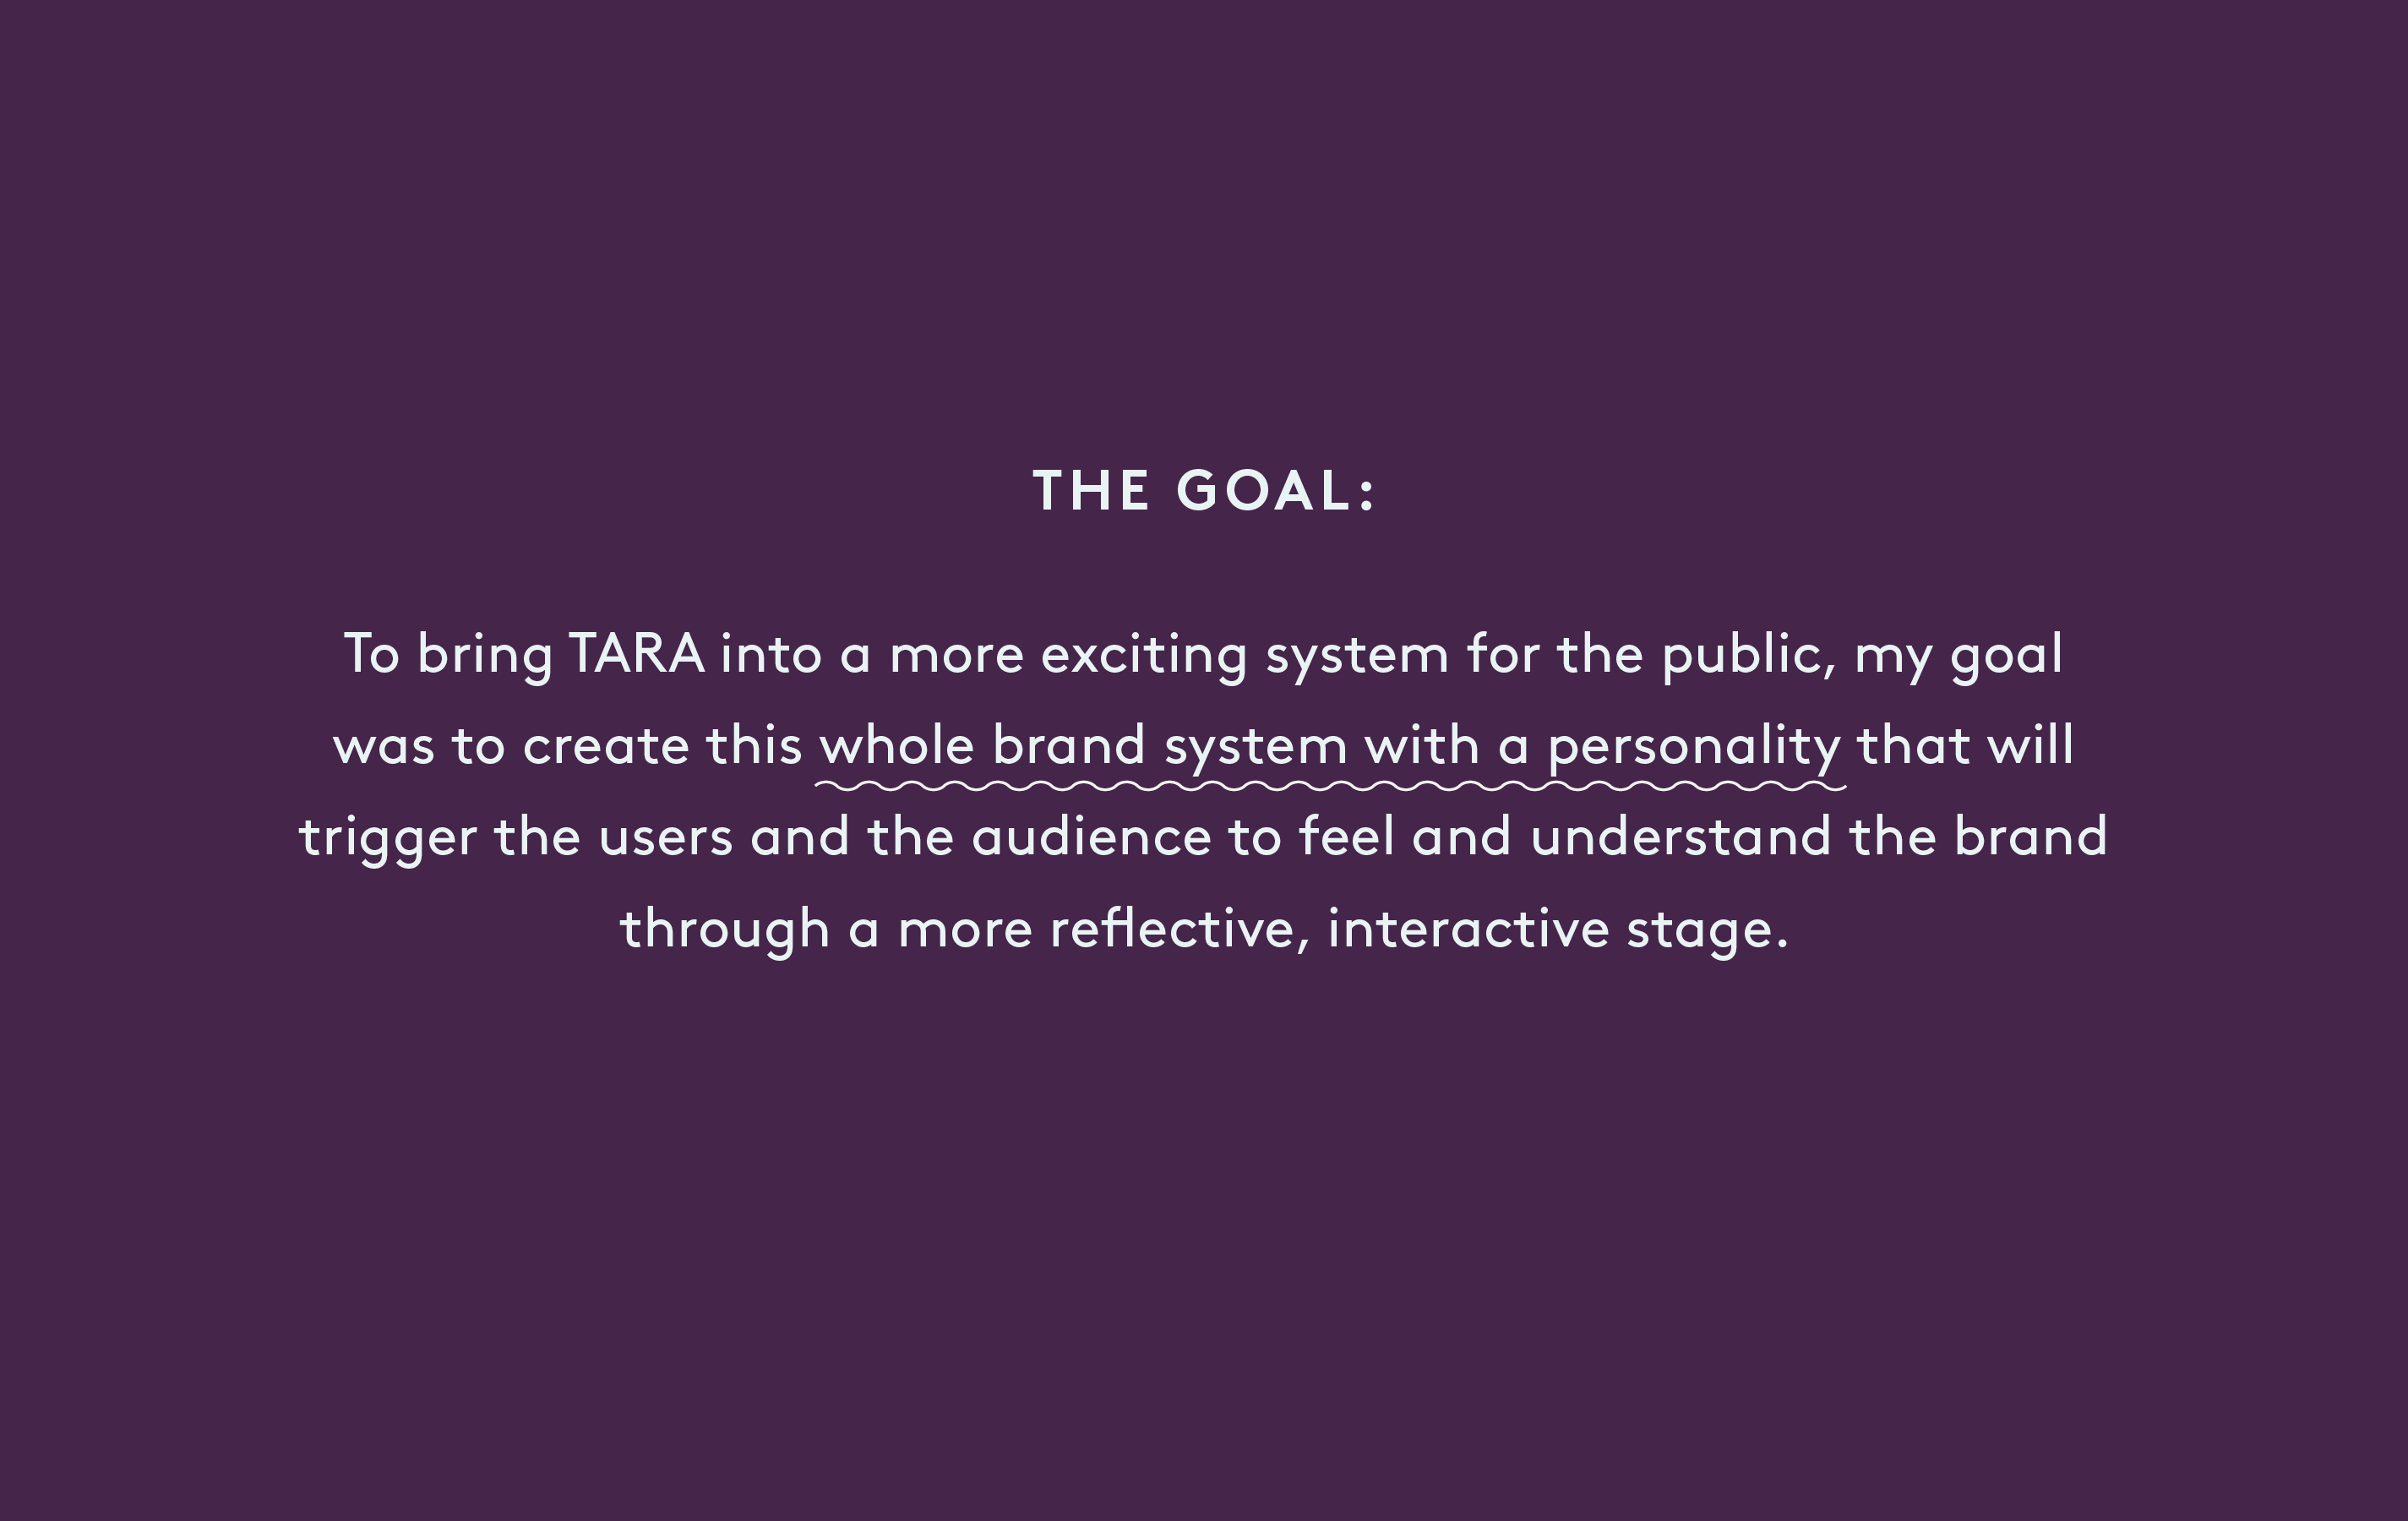 THE GOAL:
To bring TARA into a more exciting system for the public, my goal
was to create this whole brand system with a personality that will
trigger the users and the audience to feel and understand the brand
through a more reflective, interactive stage.